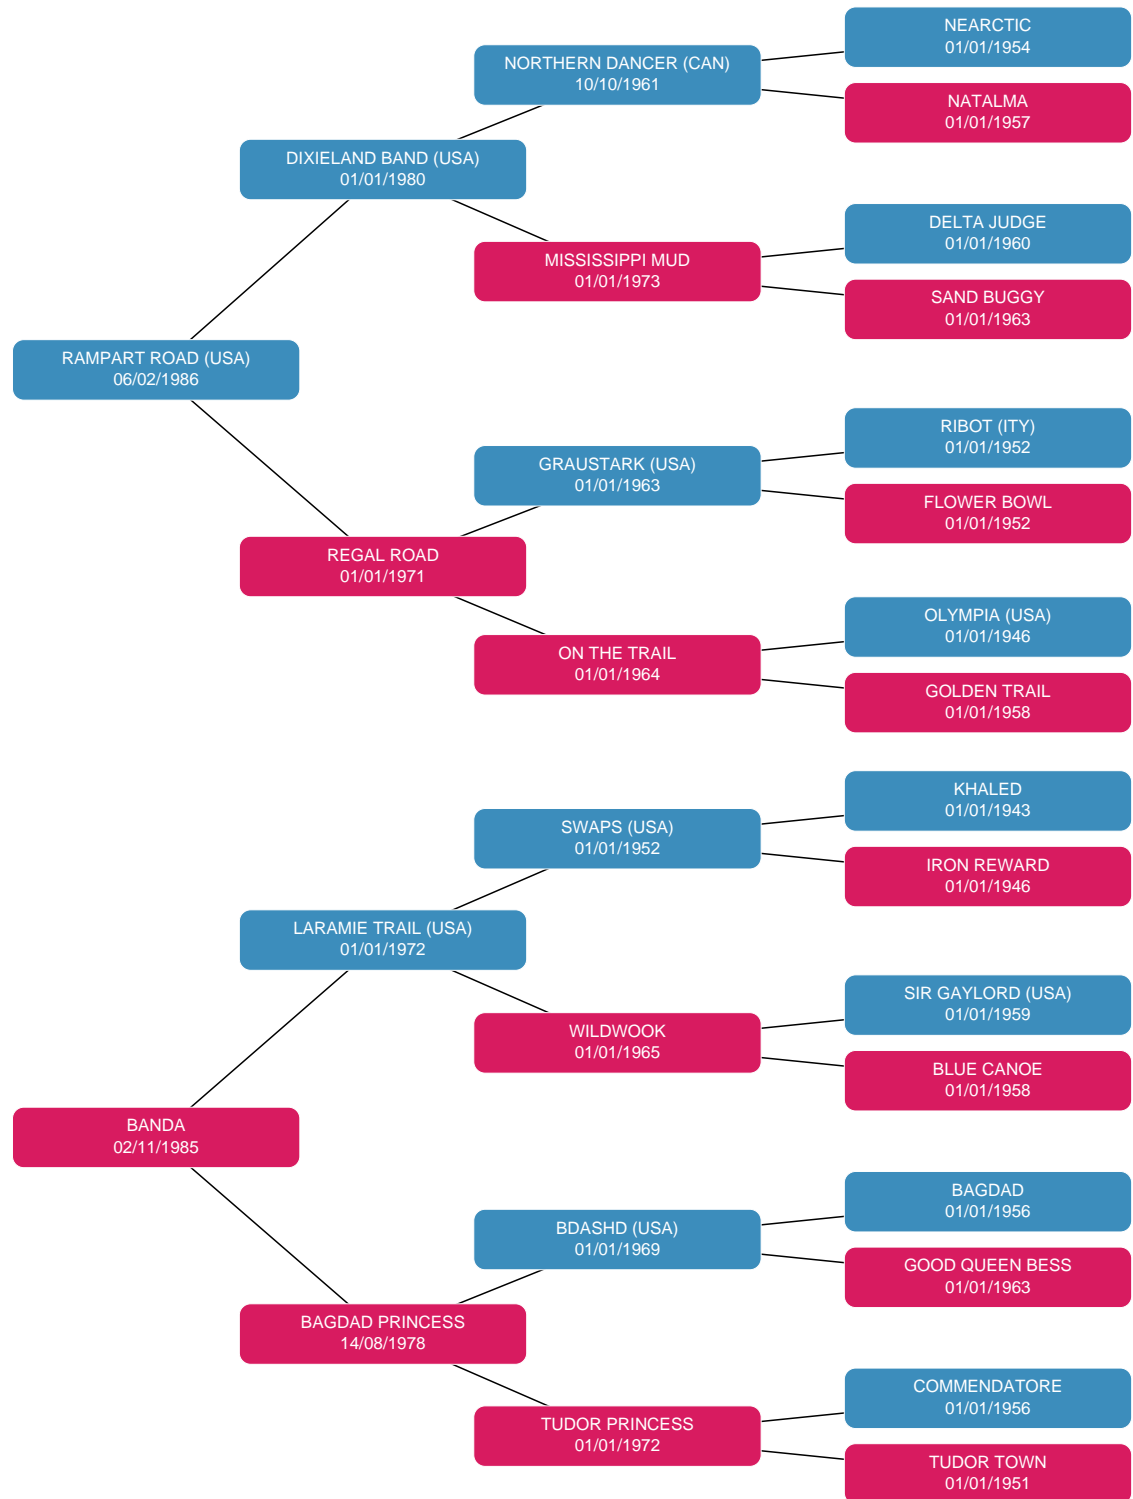 NEARCTIC
01/01/1954
NORTHERN DANCER (CAN)
10/10/1961
NATALMA
01/01/1957
DIXIELAND BAND (USA)
01/01/1980
DELTA JUDGE
01/01/1960
MISSISSIPPI MUD
01/01/1973
SAND BUGGY
01/01/1963
RAMPART ROAD (USA)
06/02/1986
RIBOT (ITY)
01/01/1952
GRAUSTARK (USA)
01/01/1963
FLOWER BOWL
01/01/1952
REGAL ROAD
01/01/1971
OLYMPIA (USA)
01/01/1946
ON THE TRAIL
01/01/1964
GOLDEN TRAIL
01/01/1958
KHALED
01/01/1943
SWAPS (USA)
01/01/1952
IRON REWARD
01/01/1946
LARAMIE TRAIL (USA)
01/01/1972
SIR GAYLORD (USA)
01/01/1959
WILDWOOK
01/01/1965
BLUE CANOE
01/01/1958
BANDA
02/11/1985
BAGDAD
01/01/1956
BDASHD (USA)
01/01/1969
GOOD QUEEN BESS
01/01/1963
BAGDAD PRINCESS
14/08/1978
COMMENDATORE
01/01/1956
TUDOR PRINCESS
01/01/1972
TUDOR TOWN
01/01/1951